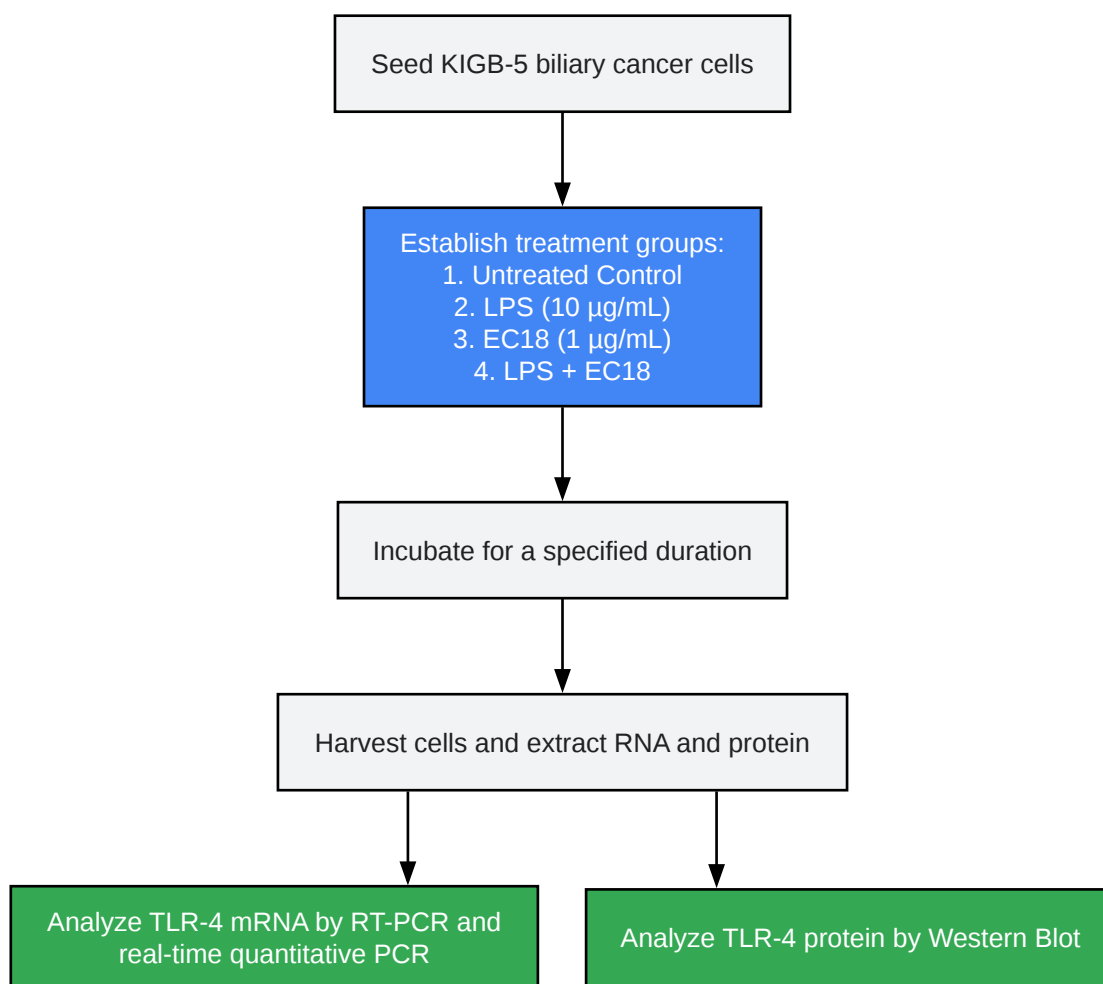 Seed KIGB-5 biliary cancer cells
Establish treatment groups:
1. Untreated Control
2. LPS (10 µg/mL)
3. EC18 (1 µg/mL)
4. LPS + EC18
Incubate for a specified duration
Harvest cells and extract RNA and protein
Analyze TLR-4 mRNA by RT-PCR and
real-time quantitative PCR
Analyze TLR-4 protein by Western Blot